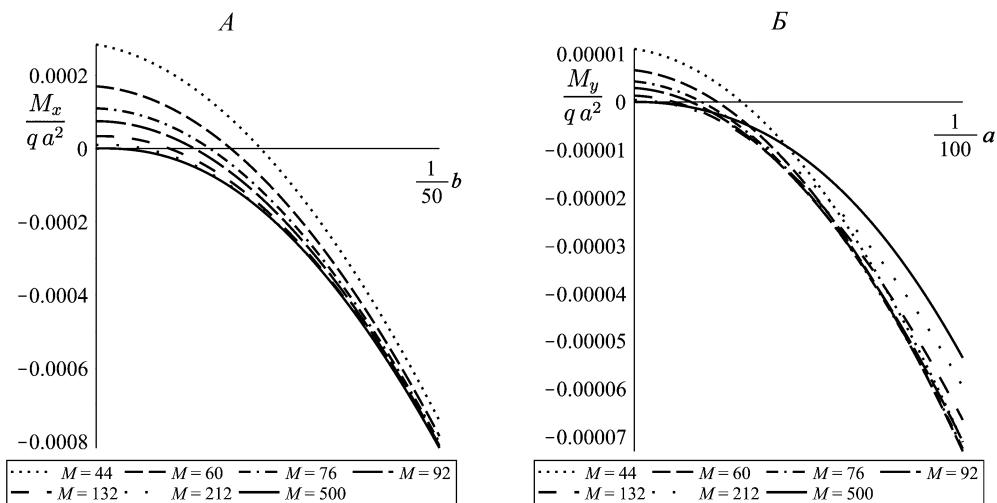 А
Б
0.0002
M_x
q a²
0
-0.0002
-0.0004
-0.0006
-0.0008
1
50 b
0.00001
M_y
q a²
0
-0.00001
-0.00002
-0.00003
-0.00004
-0.00005
-0.00006
-0.00007
1
100 a
M = 44 M = 60 M = 76 M = 92
M = 132 M = 212 M = 500
M = 44 M = 60 M = 76 M = 92
M = 132 M = 212 M = 500